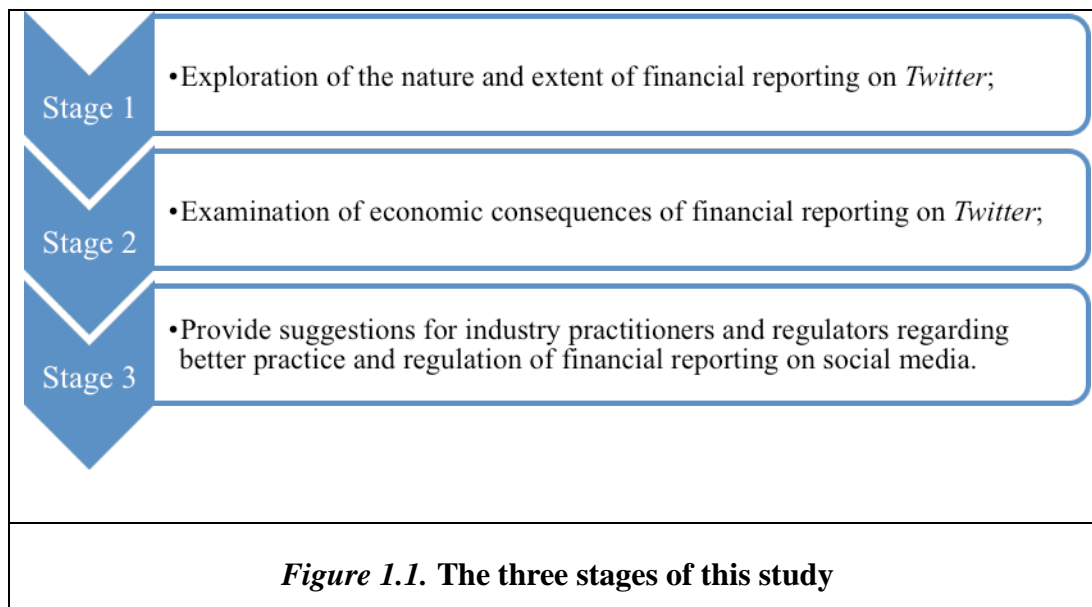 Stage 1
•Exploration of the nature and extent of financial reporting on Twitter;
Stage 2
•Examination of economic consequences of financial reporting on Twitter;
Stage 3
•Provide suggestions for industry practitioners and regulators regarding
better practice and regulation of financial reporting on social media.
Figure 1.1. The three stages of this study